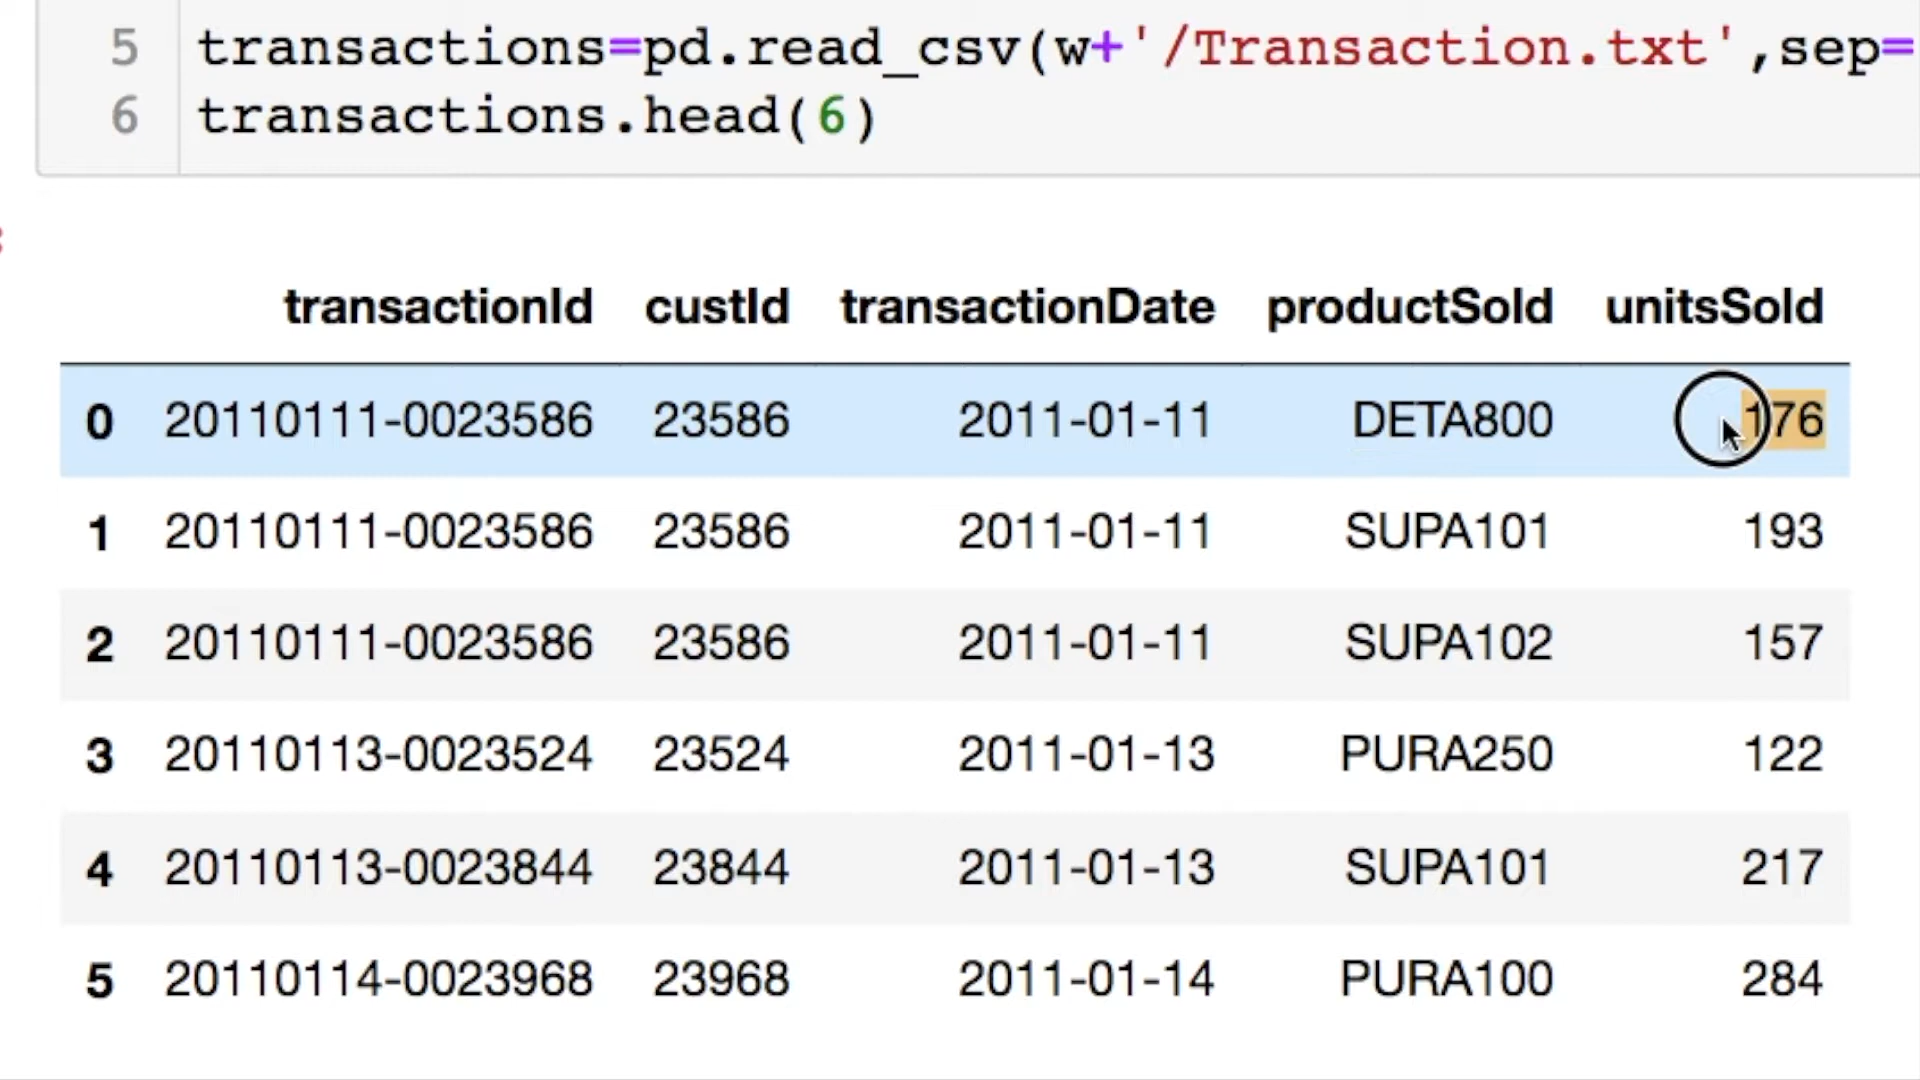 5 transactions=pd.read_csv(w+'/Transaction.txt',sep=
6 transactions.head(6)
transactionId custId transactionDate productSold unitsSold
0 20110111-0023586 23586 2011-01-11 DETA800 176
1 20110111-0023586 23586 2011-01-11 SUPA101 193
2 20110111-0023586 23586 2011-01-11 SUPA102 157
3 20110113-0023524 23524 2011-01-13 PURA250 122
4 20110113-0023844 23844 2011-01-13 SUPA101 217
5 20110114-0023968 23968 2011-01-14 PURA100 284